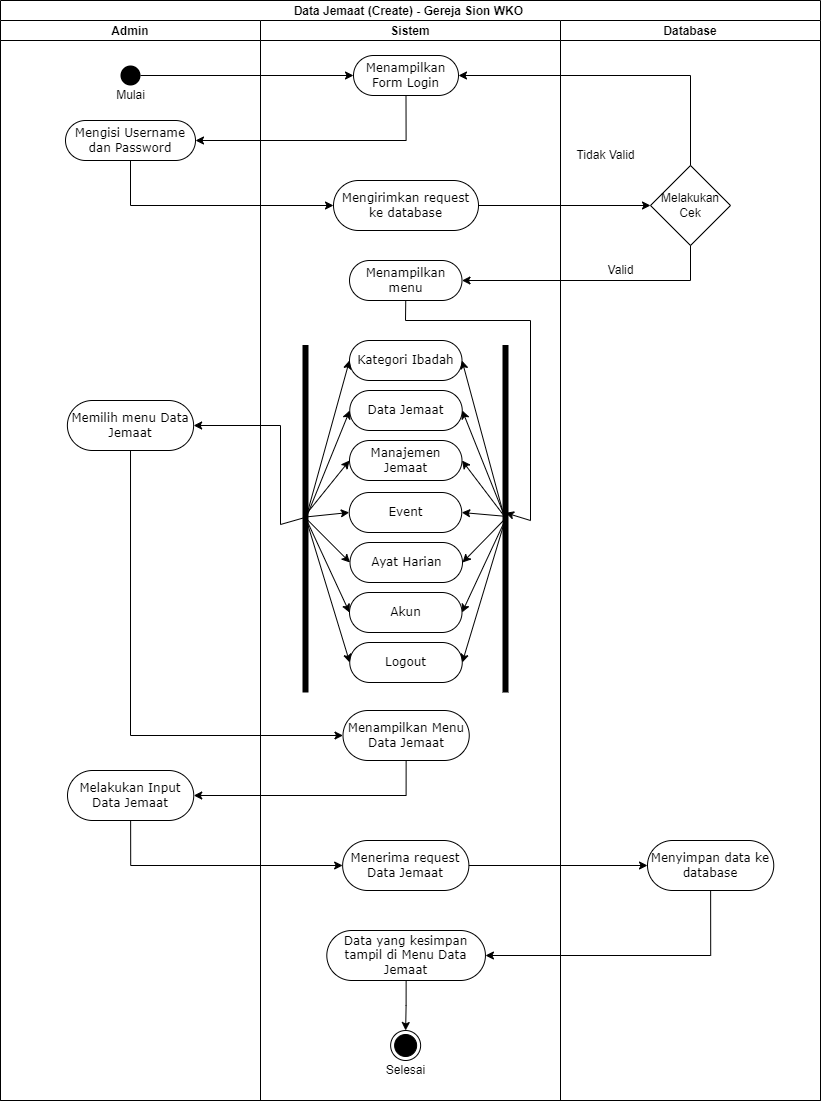 Data Jemaat (Create) - Gereja Sion WKO
Admin
Sistem
Database
Mulai
Menampilkan
Form Login
Mengisi Username
dan Password
Tidak Valid
Mengirimkan request
ke database
Melakukan
Cek
Menampilkan
menu
Valid
Kategori Ibadah
Data Jemaat
Memilih menu Data
Jemaat
Manajemen
Jemaat
Event
Ayat Harian
Akun
Logout
Menampilkan Menu
Data Jemaat
Melakukan Input
Data Jemaat
Menerima request
Data Jemaat
Menyimpan data ke
database
Data yang kesimpan
tampil di Menu Data
Jemaat
Selesai